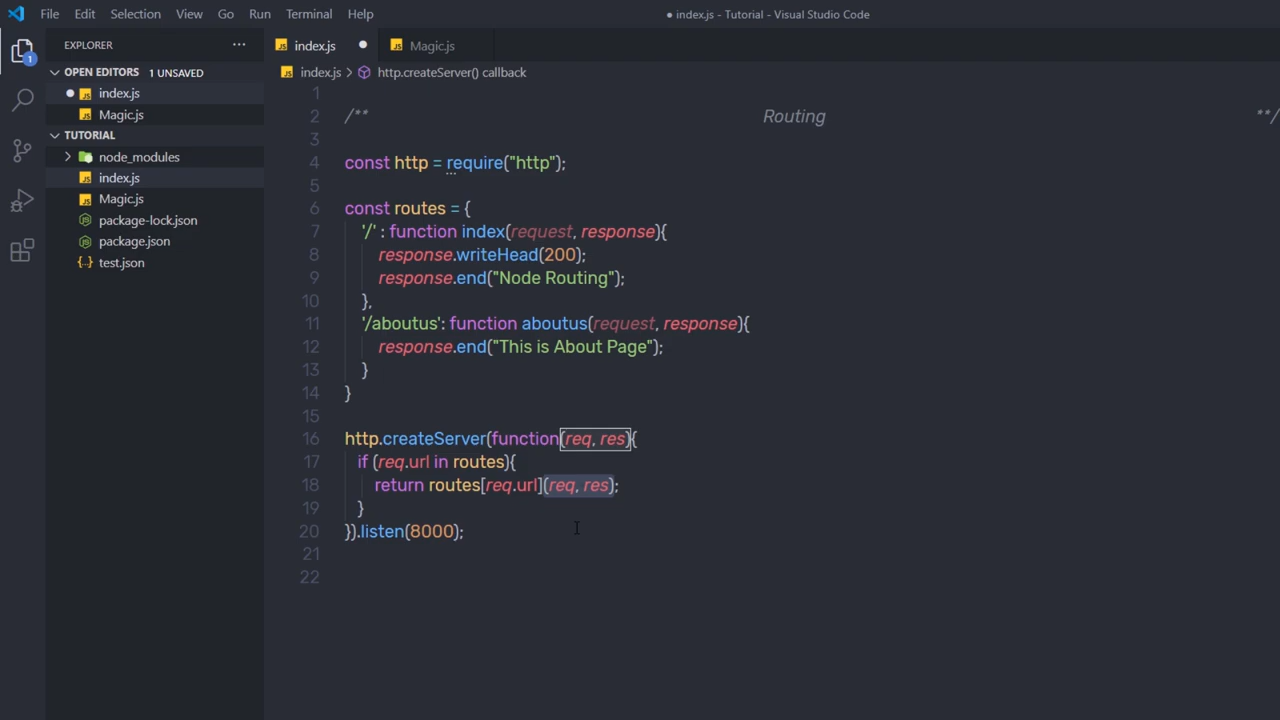 File Edit Selection View Go Run Terminal Help ● index.js - Tutorial - Visual Studio Code
EXPLORER ···
index.js ●
Magic.js
OPEN EDITORS 1 UNSAVED
index.js > http.createServer() callback
● index.js
Magic.js
TUTORIAL
node_modules
index.js
Magic.js
package-lock.json
package.json
test.json
1
1
2 /** Routing **/
3
4 const http = require("http");
5
6 const routes = {
7 '/' : function index(request, response){
8 response.writeHead(200);
9 response.end("Node Routing");
10 },
11 '/aboutus': function aboutus(request, response){
12 response.end("This is About Page");
13 }
14 }
15
16 http.createServer(function(req, res){
17 if (req.url in routes){
18 return routes[req.url](req, res);
19 }
20 }).listen(8000);
21
22